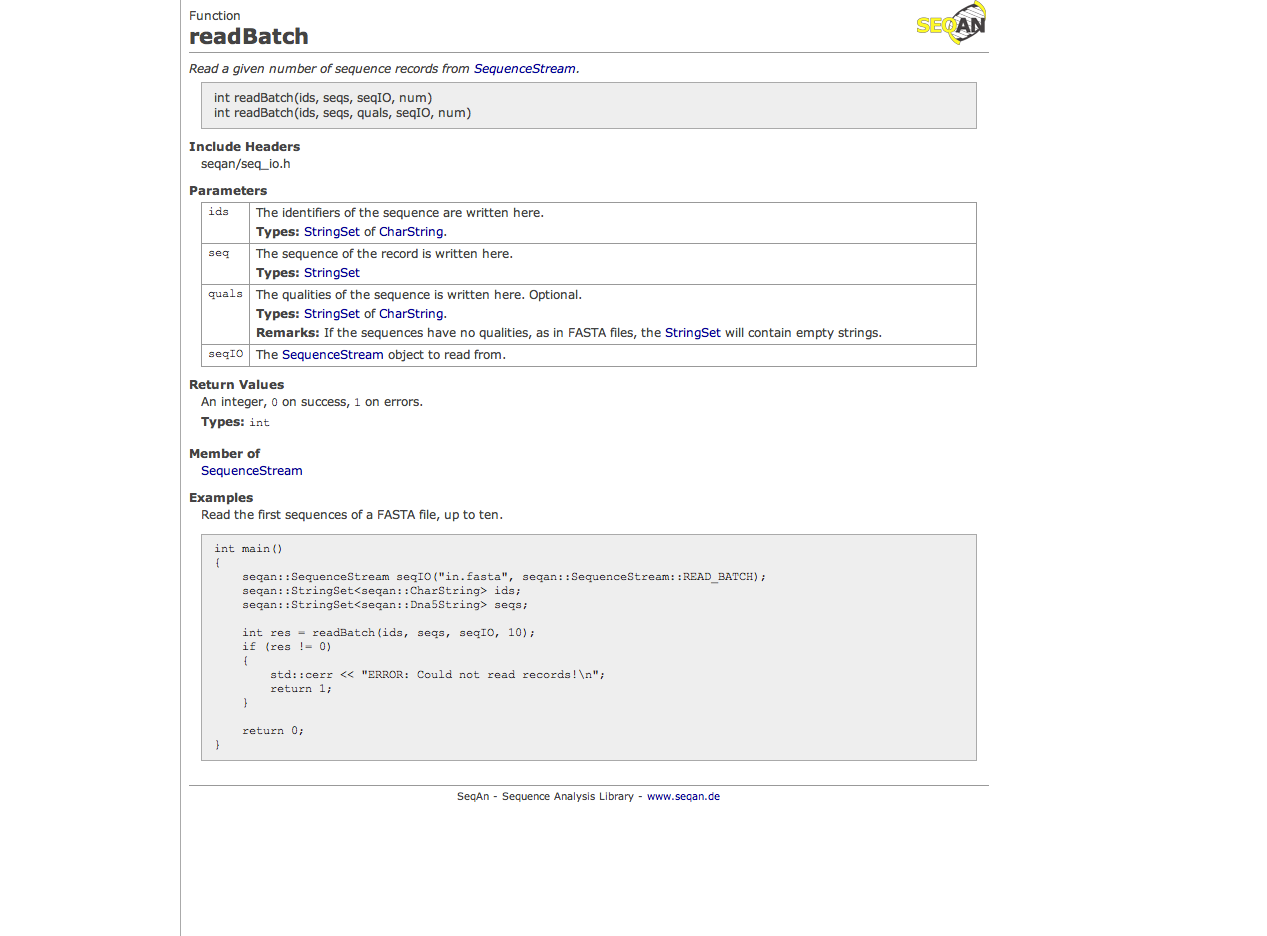 Function
SEQAN
readBatch
Read a given number of sequence records from SequenceStream.
int readBatch(ids, seqs, seqIO, num)
int readBatch(ids, seqs, quals, seqIO, num)
Include Headers
seqan/seq_io.h
Parameters
ids The identifiers of the sequence are written here.
Types: StringSet of CharString.
seq The sequence of the record is written here.
Types: StringSet
quals The qualities of the sequence is written here. Optional.
Types: StringSet of CharString.
Remarks: If the sequences have no qualities, as in FASTA files, the StringSet will contain empty strings.
seqIO The SequenceStream object to read from.
Return Values
An integer, 0 on success, 1 on errors.
Types: int
Member of
SequenceStream
Examples
Read the first sequences of a FASTA file, up to ten.
int main()
{
    seqan::SequenceStream seqIO("in.fasta", seqan::SequenceStream::READ_BATCH);
    seqan::StringSet<seqan::CharString> ids;
    seqan::StringSet<seqan::Dna5String> seqs;
    int res = readBatch(ids, seqs, seqIO, 10);
    if (res != 0)
    {
        std::cerr << "ERROR: Could not read records!\n";
        return 1;
    }
    return 0;
}
SeqAn - Sequence Analysis Library - www.seqan.de